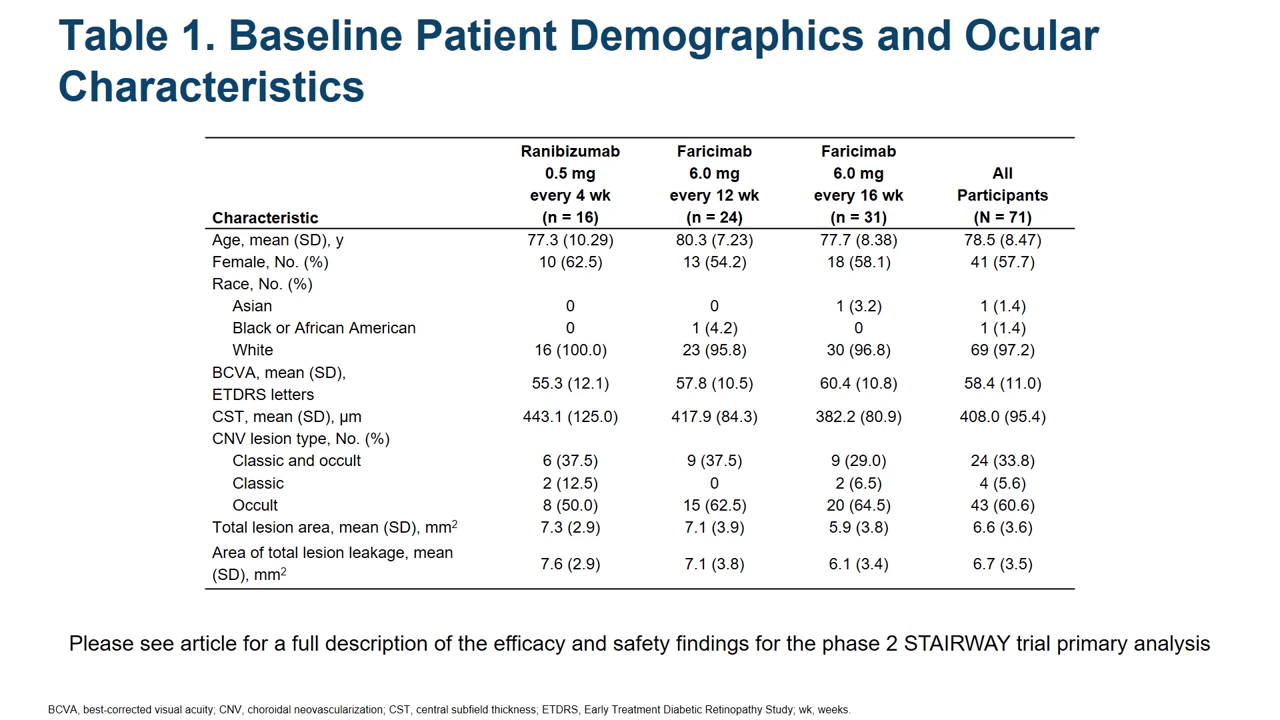 Table 1. Baseline Patient Demographics and Ocular
Characteristics
Characteristic Ranibizumab 0.5 mg every 4 wk (n = 16) Faricimab 6.0 mg every 12 wk (n = 24) Faricimab 6.0 mg every 16 wk (n = 31) All Participants (N = 71)
Age, mean (SD), y 77.3 (10.29) 80.3 (7.23) 77.7 (8.38) 78.5 (8.47)
Female, No. (%) 10 (62.5) 13 (54.2) 18 (58.1) 41 (57.7)
Race, No. (%)
Asian 0 0 1 (3.2) 1 (1.4)
Black or African American 0 1 (4.2) 0 1 (1.4)
White 16 (100.0) 23 (95.8) 30 (96.8) 69 (97.2)
BCVA, mean (SD), ETDRS letters 55.3 (12.1) 57.8 (10.5) 60.4 (10.8) 58.4 (11.0)
CST, mean (SD), μm 443.1 (125.0) 417.9 (84.3) 382.2 (80.9) 408.0 (95.4)
CNV lesion type, No. (%)
Classic and occult 6 (37.5) 9 (37.5) 9 (29.0) 24 (33.8)
Classic 2 (12.5) 0 2 (6.5) 4 (5.6)
Occult 8 (50.0) 15 (62.5) 20 (64.5) 43 (60.6)
Total lesion area, mean (SD), mm² 7.3 (2.9) 7.1 (3.9) 5.9 (3.8) 6.6 (3.6)
Area of total lesion leakage, mean (SD), mm² 7.6 (2.9) 7.1 (3.8) 6.1 (3.4) 6.7 (3.5)
Please see article for a full description of the efficacy and safety findings for the phase 2 STAIRWAY trial primary analysis
BCVA, best-corrected visual acuity; CNV, choroidal neovascularization; CST, central subfield thickness; ETDRS, Early Treatment Diabetic Retinopathy Study; wk, weeks.